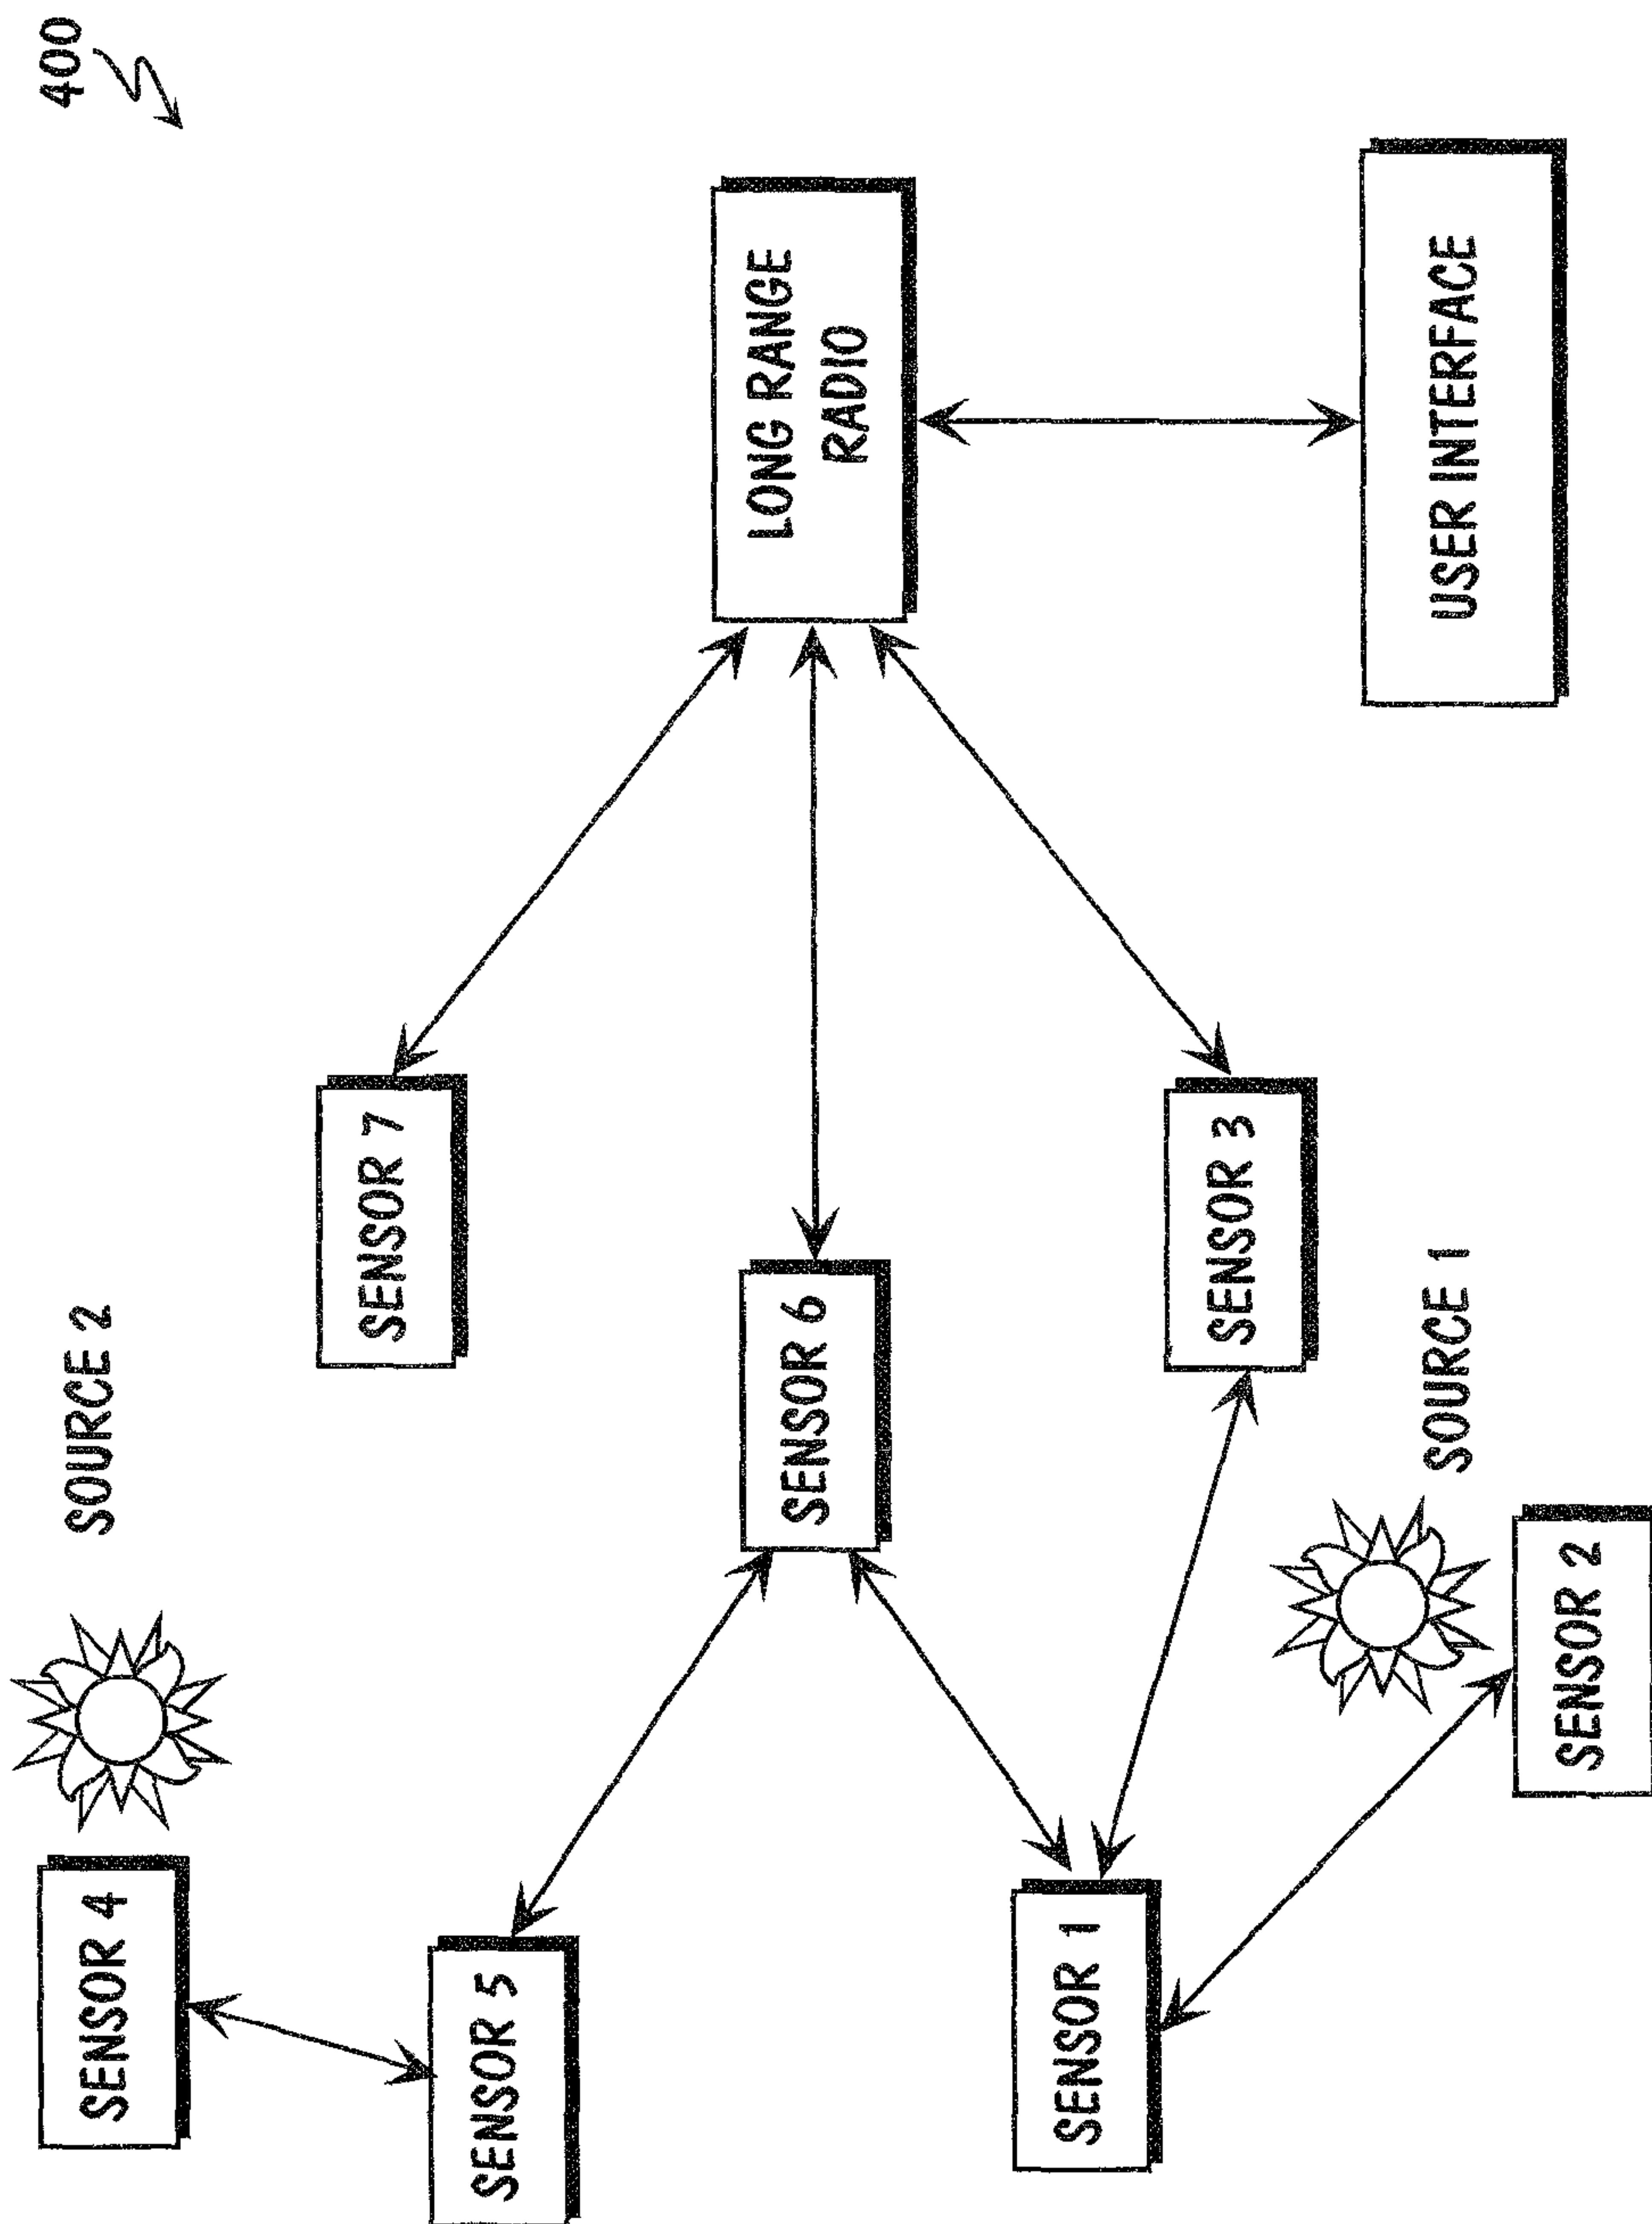 400
SOURCE 2
SENSOR 4
SENSOR 5
SENSOR 7
SENSOR 6
LONG RANGE
RADIO
SENSOR 1
SENSOR 3
SOURCE 1
SENSOR 2
USER INTERFACE